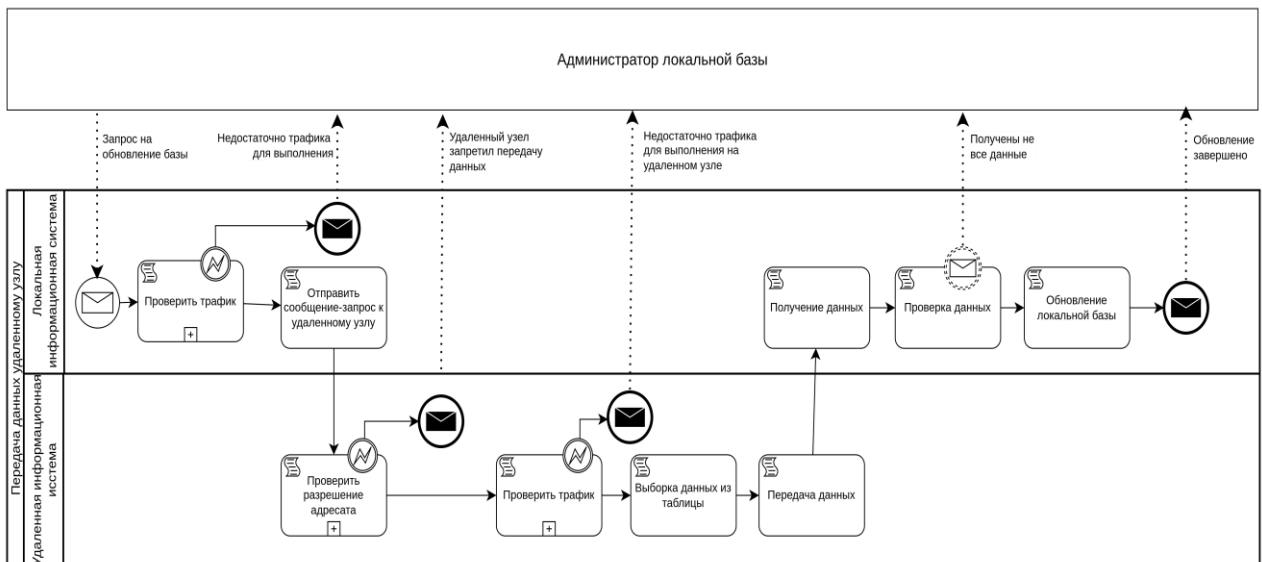 Администратор локальной базы
Запрос на
обновление базы
Недостаточно трафика
для выполнения
Удаленный узел
запретил передачу
данных
Недостаточно трафика
для выполнения на
удаленном узле
Получены не
все данные
Обновление
завершено
Передача данных удаленному узлу
Локальная
информационная система
Проверить трафик
+
Отправить
сообщение-запрос к
удаленному узлу
Получение данных
Проверка данных
Обновление
локальной базы
Удаленная информационная
исстема
Проверить
разрешение
адресата
+
Проверить трафик
+
Выборка данных из
таблицы
Передача данных